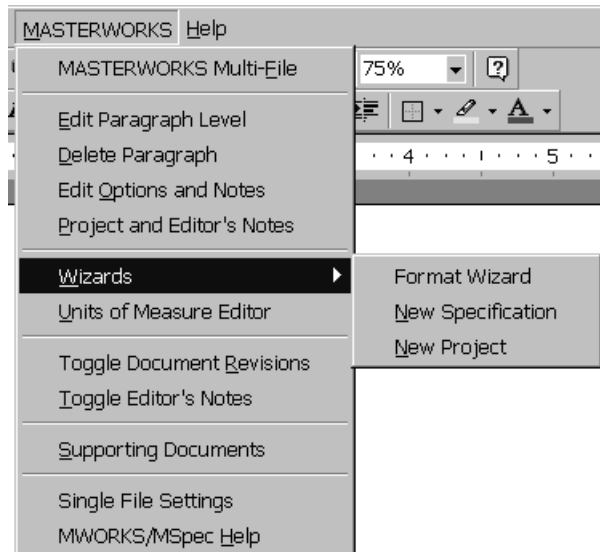 MASTERWORKS Help
MASTERWORKS Multi-File
75%
Edit Paragraph Level
Delete Paragraph
4 5
Edit Options and Notes
Project and Editor's Notes
Wizards
Format Wizard
Units of Measure Editor
New Specification
New Project
Toggle Document Revisions
Toggle Editor's Notes
Supporting Documents
Single File Settings
MWORKS/MSpec Help